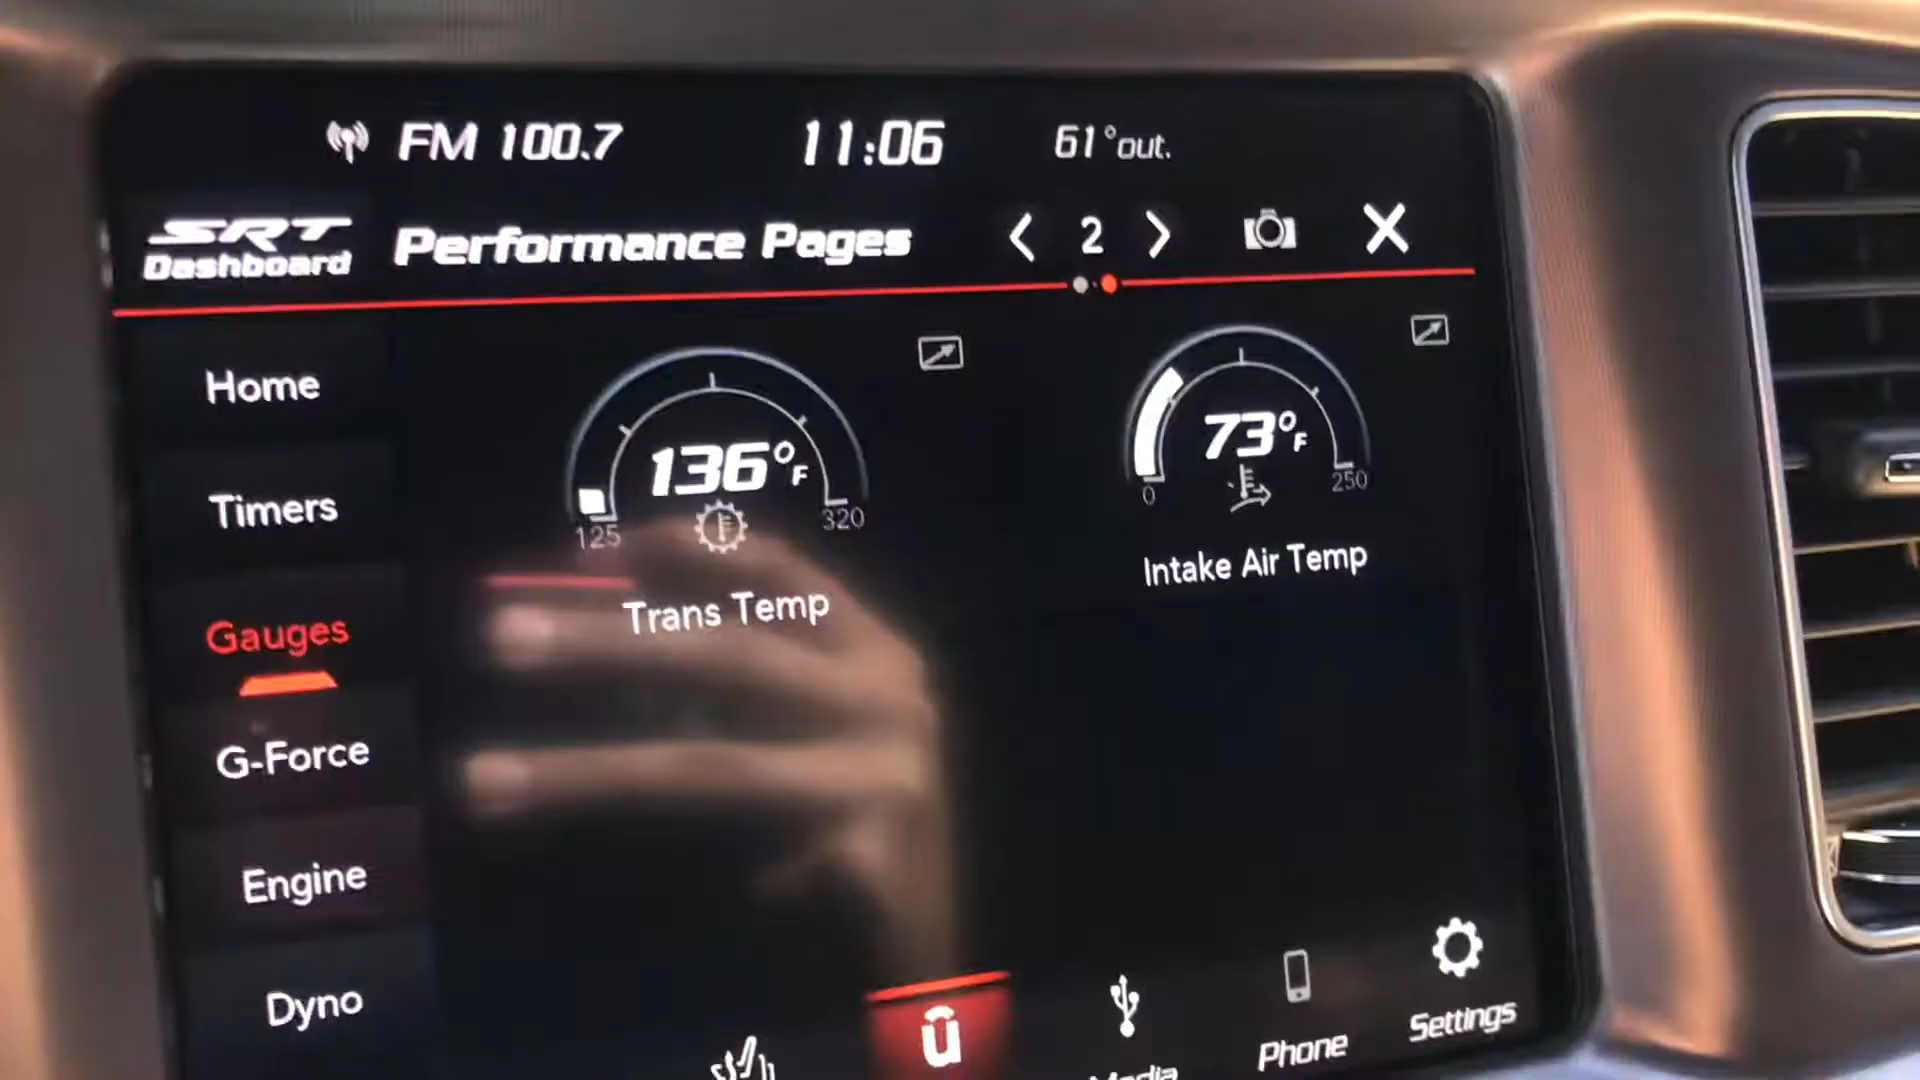 FM 100.7 11:06 61°out.
SRT
Dashboard
Performance Pages 2
Home
Timers
Gauges
G-Force
Engine
Dyno
136°F
125 320
Trans Temp
73°F
0 250
Intake Air Temp
Media
Phone
Settings